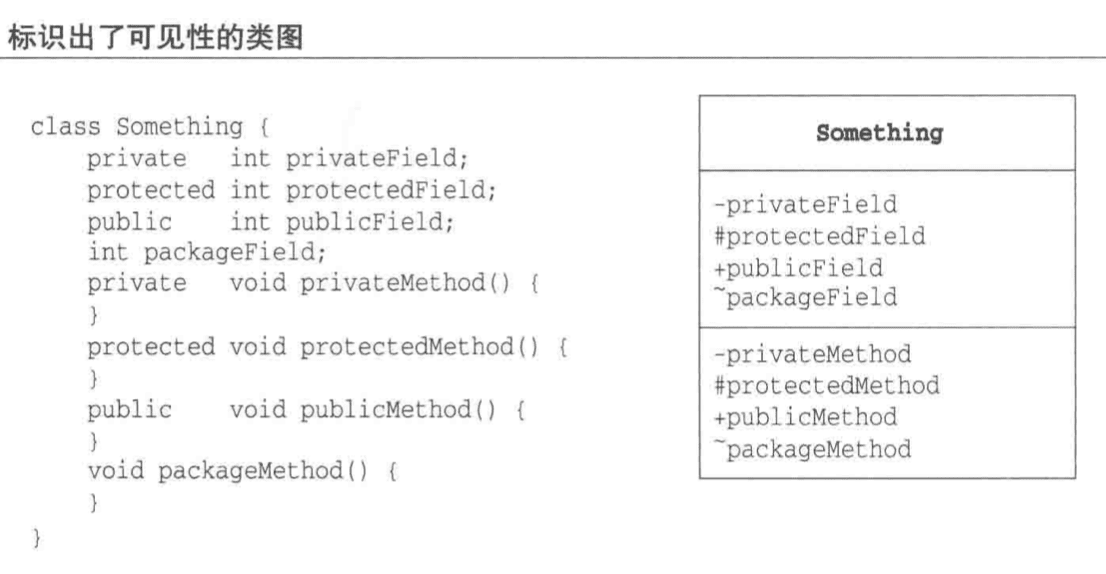 标识出了可见性的类图
class Something {
    private   int privateField;
    protected int protectedField;
    public    int publicField;
    int packageField;
    private   void privateMethod() {
    }
    protected void protectedMethod() {
    }
    public    void publicMethod() {
    }
    void packageMethod() {
    }
}
Something
-privateField
#protectedField
+publicField
~packageField
-privateMethod
#protectedMethod
+publicMethod
~packageMethod